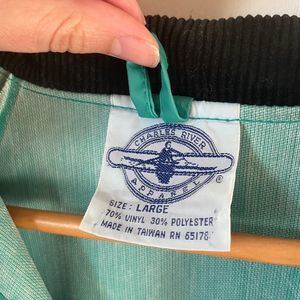 CHARLES RIVER
APPAREL ®
SIZE: LARGE
70% VINYL 30% POLYESTER
MADE IN TAIWAN RN 65178